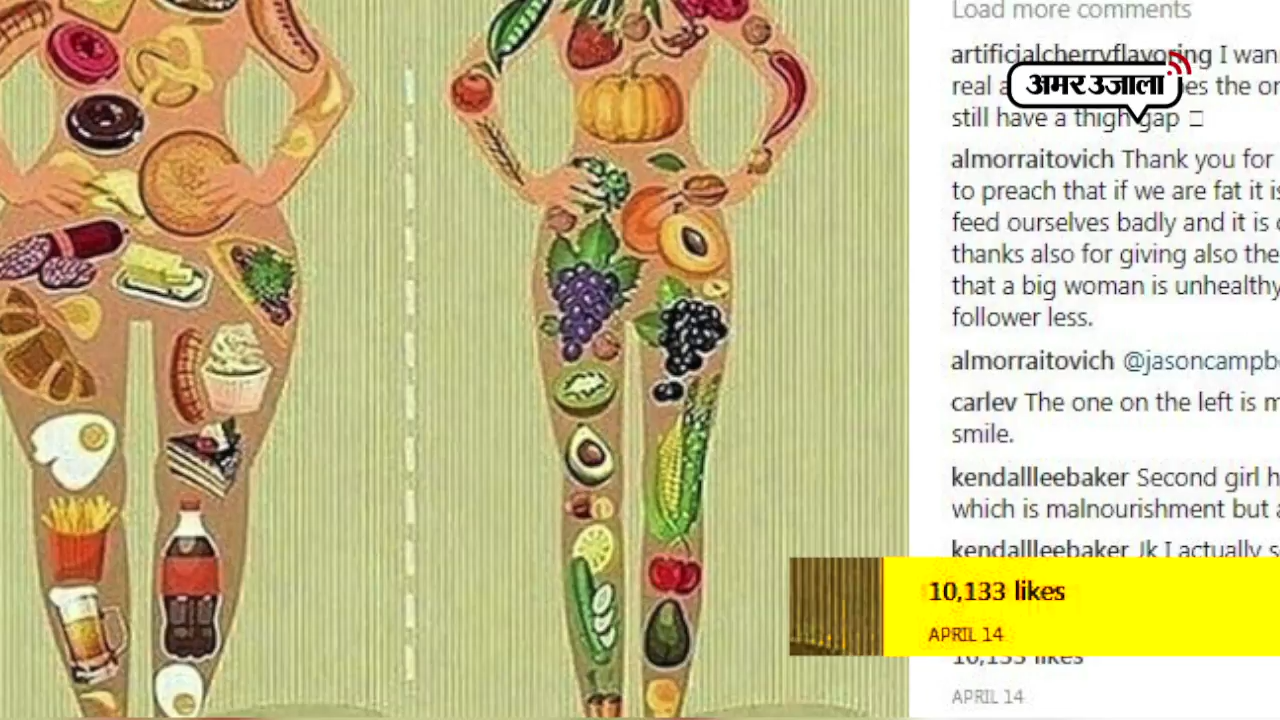 Load more comments
artificialcherryflavoring I wan
real a es the or
still have a thigh gap
अमर उजाला
almorraitovich Thank you for
to preach that if we are fat it is
feed ourselves badly and it is
thanks also for giving also the
that a big woman is unhealthy
follower less.
almorraitovich @jasoncampb
carlev The one on the left is m
smile.
kendallleebaker Second girl h
which is malnourishment but a
kendallleebaker Jk I actually s
10,133 likes
APRIL 14
10,133 likes
APRIL 14